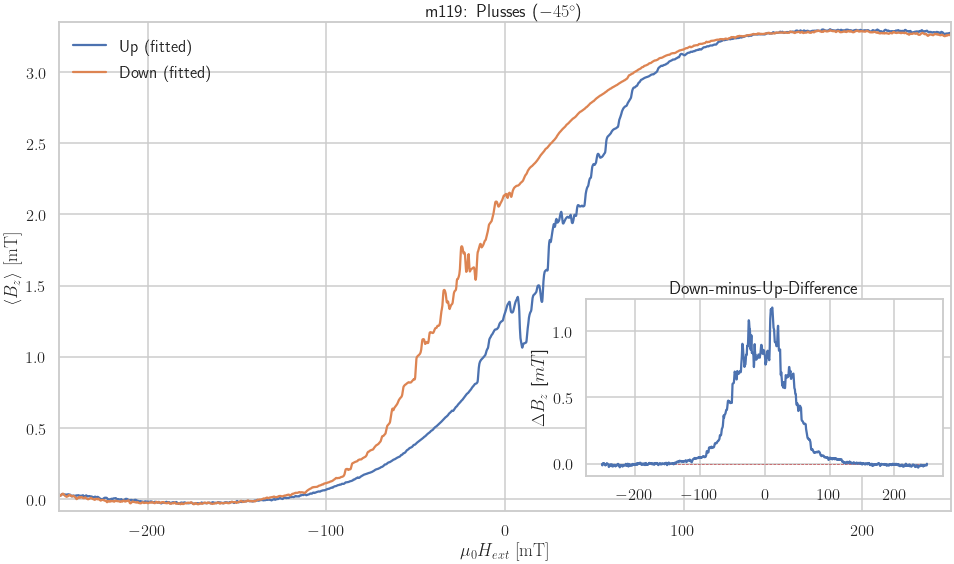 m119: Plusses (−45°)
Up (fitted)
Down (fitted)
3.0
2.5
2.0
1.5
1.0
0.5
0.0
⟨B_z⟩ [mT]
−200
−100
0
100
200
μ₀H_ext [mT]
Down-minus-Up-Difference
1.0
0.5
0.0
ΔB_z [mT]
−200
−100
0
100
200